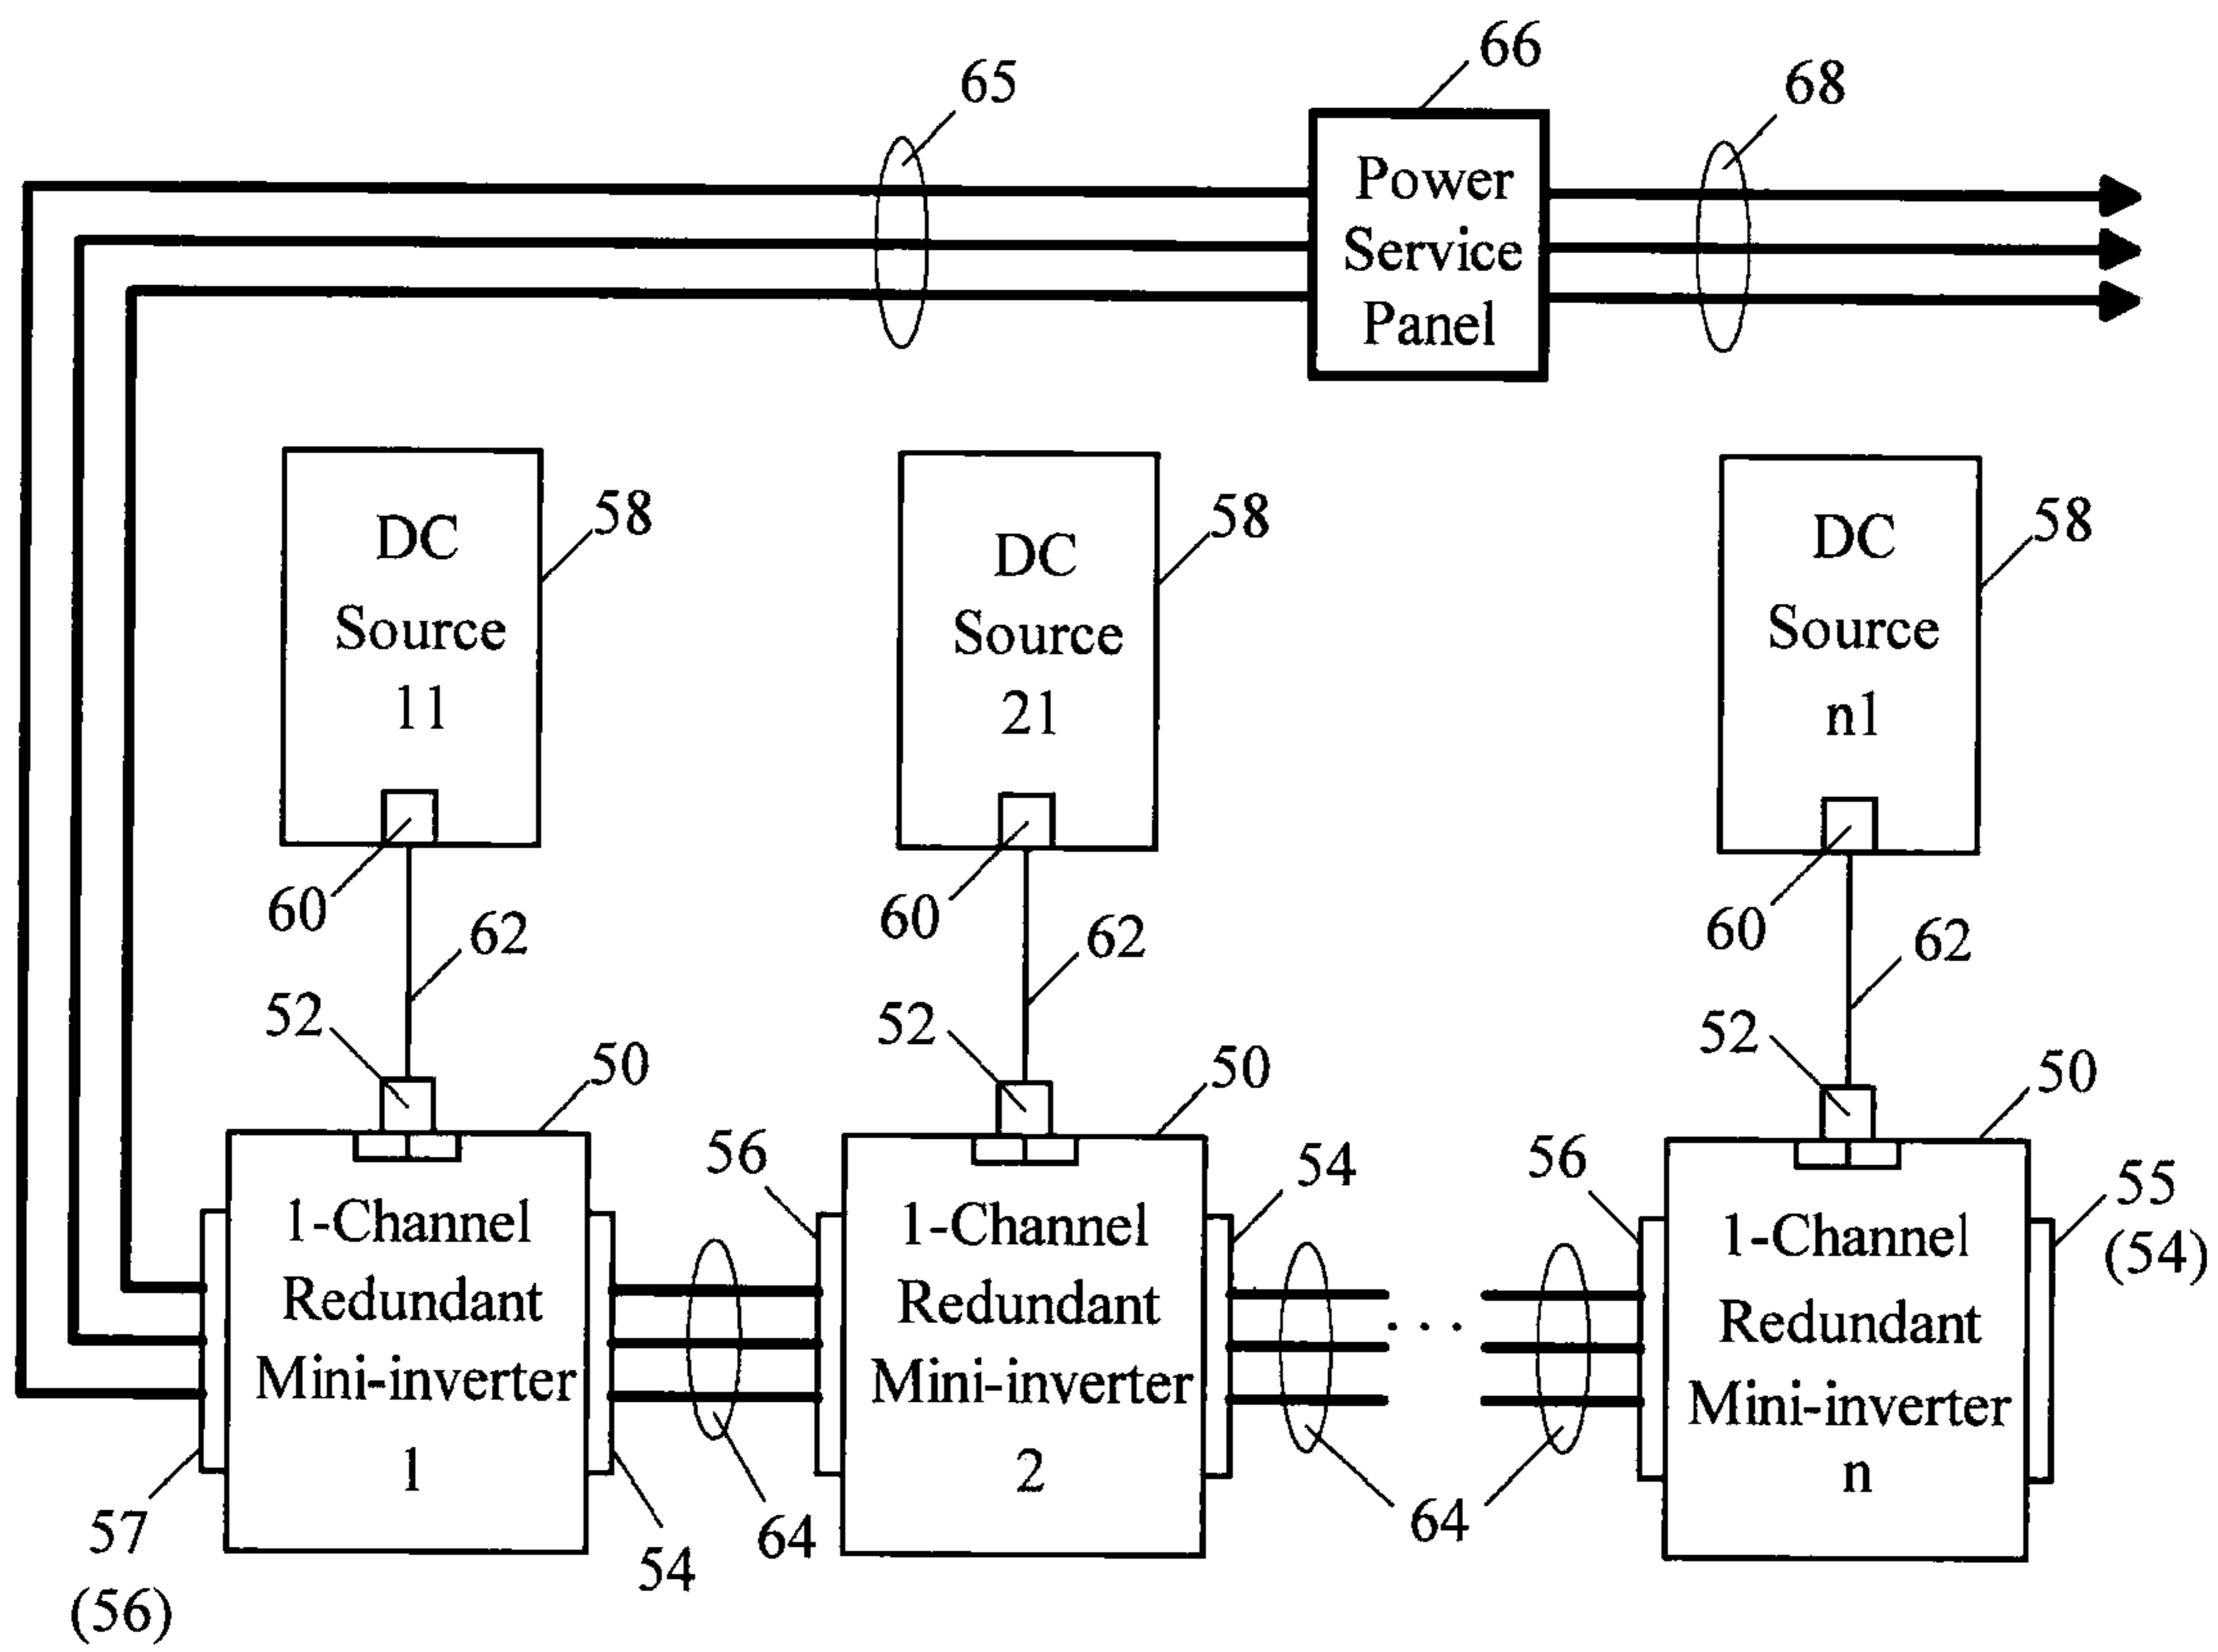 66
65
68
Power
Service
Panel
DC
Source
11
58
DC
Source
21
58
DC
Source
n1
58
60
62
60
62
60
62
52
50
52
50
52
50
56
54
56
55
(54)
1-Channel
Redundant
Mini-inverter
1
1-Channel
Redundant
Mini-inverter
2
. . .
1-Channel
Redundant
Mini-inverter
n
57
(56)
54
64
64